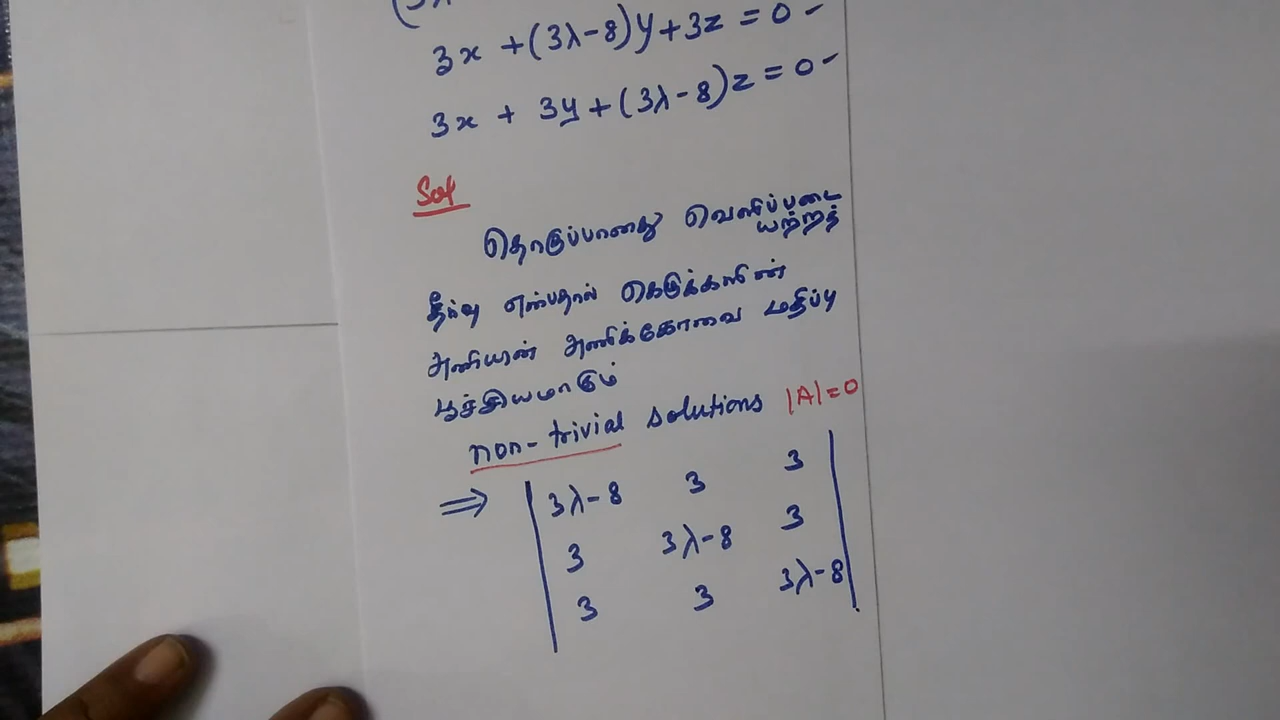 (3λ
3x + (3λ-8)y + 3z = 0
3x + 3y + (3λ-8)z = 0
Sol
தொகுப்பானது வெளிப்படை
யற்றத்
தீர்வு என்பதால் கெழுக்களின்
அணியின் அணிக்கோவை மதிப்பு
பூச்சியமாகும்
non-trivial solutions |A|=0
⇒ | 3λ-8 3 3 |
3 3λ-8 3
3 3 3λ-8